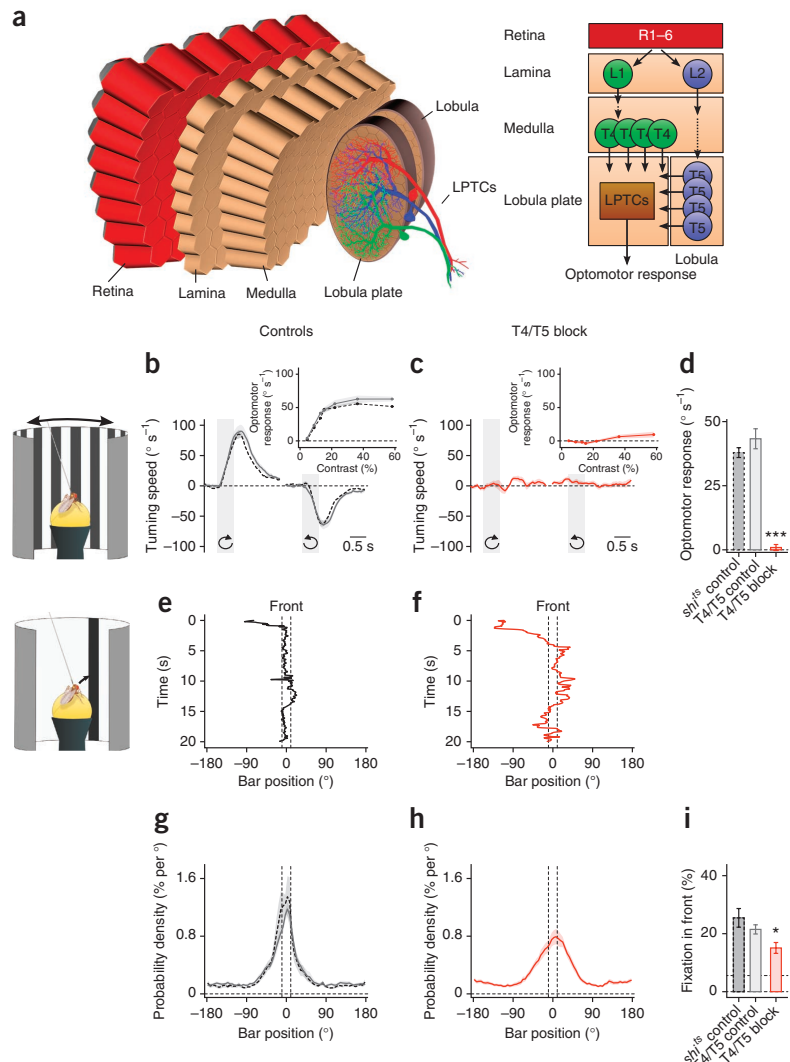 a
Retina
Lamina
Medulla
Lobula plate
Lobula
LPTCs
Retina
R1–6
Lamina
L1
L2
Medulla
T4
T4
T4
T4
Lobula plate
LPTCs
T5
T5
T5
T5
Lobula
Optomotor response
Controls
T4/T5 block
b
Optomotor
response (° s–1)
100
50
0
0 20 40 60
Contrast (%)
Turning speed (° s–1)
100
50
0
–50
–100
0.5 s
c
Optomotor
response (° s–1)
100
50
0
0 20 40 60
Contrast (%)
Turning speed (° s–1)
100
50
0
–50
–100
0.5 s
d
Optomotor response (° s–1)
50
25
0
***
shi ts control
T4/T5 control
T4/T5 block
e
Front
Time (s)
0
5
10
15
20
–180 –90 0 90 180
Bar position (°)
f
Front
Time (s)
0
5
10
15
20
–180 –90 0 90 180
Bar position (°)
g
Probability density (% per °)
1.6
0.8
0
–180 –90 0 90 180
Bar position (°)
h
Probability density (% per °)
1.6
0.8
0
–180 –90 0 90 180
Bar position (°)
i
Fixation in front (%)
40
20
0
*
shi ts control
T4/T5 control
T4/T5 block